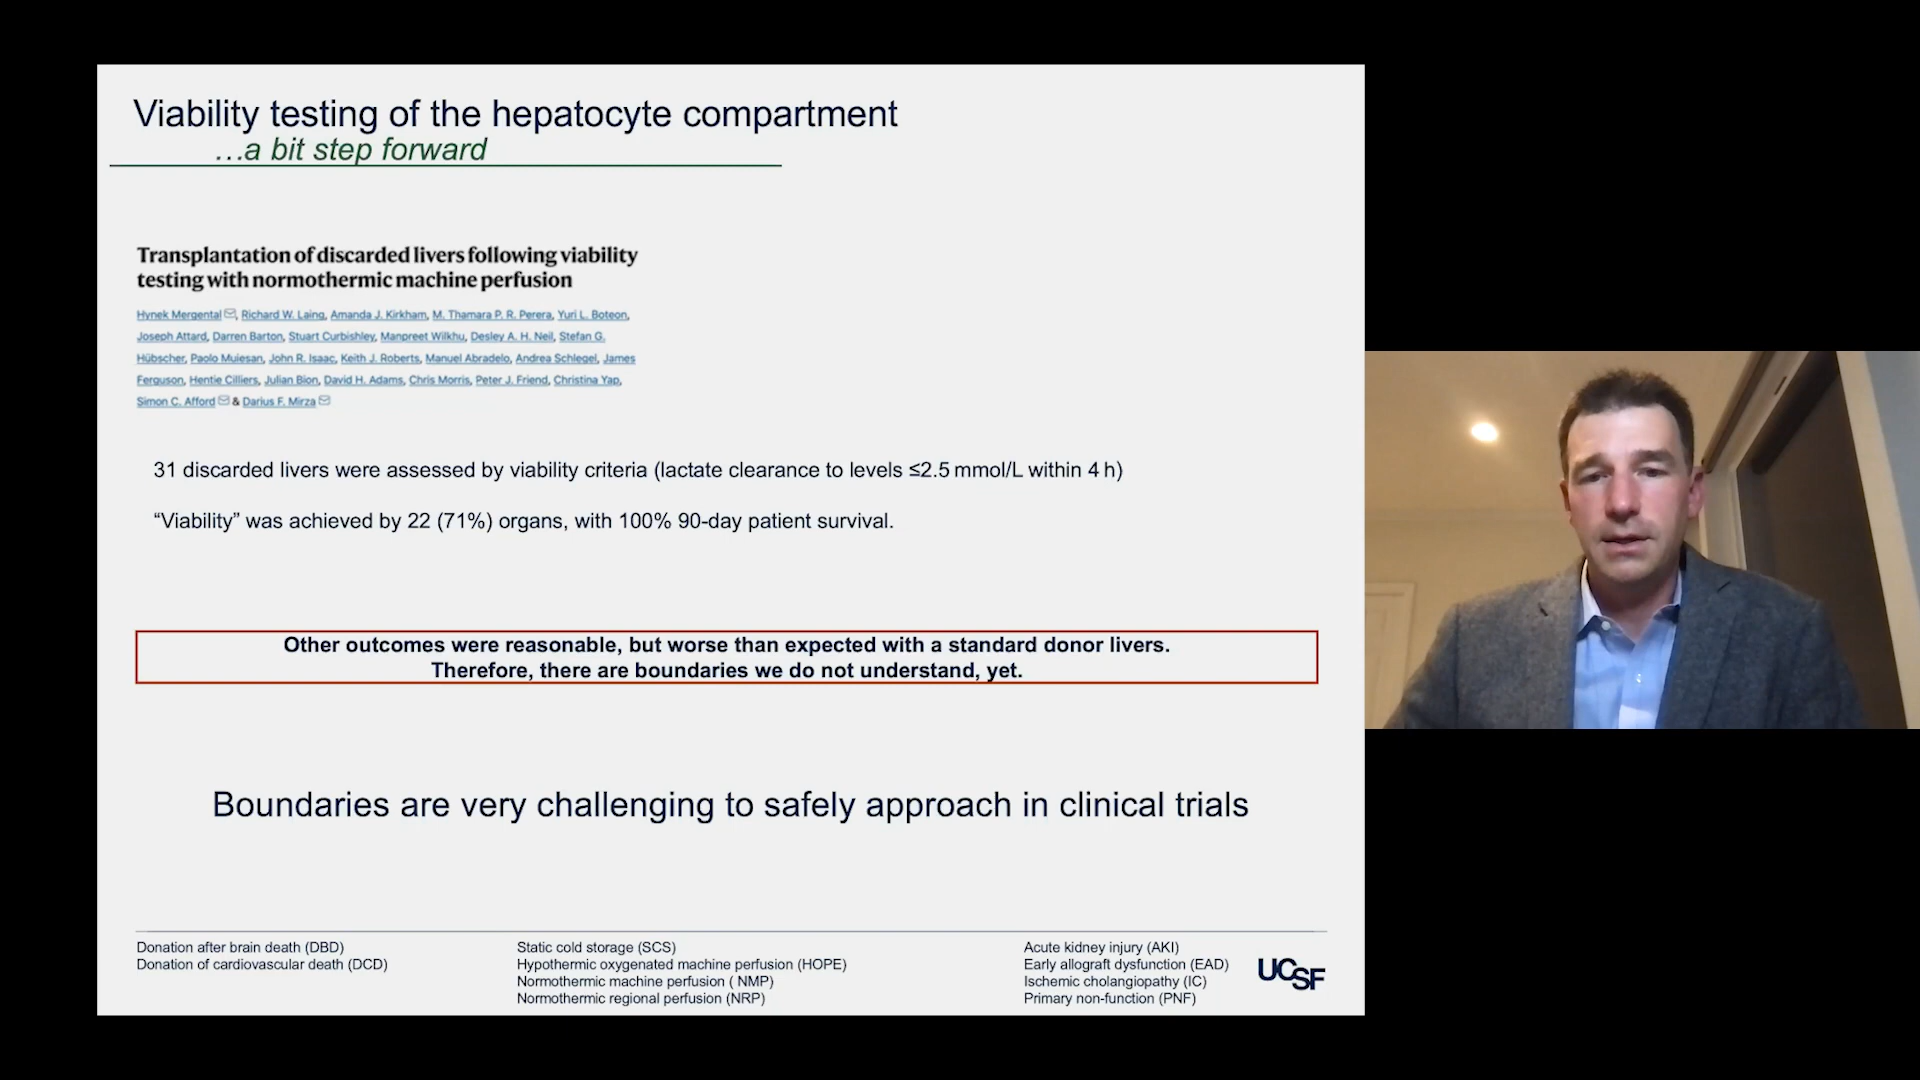 Viability testing of the hepatocyte compartment
…a bit step forward
Transplantation of discarded livers following viability
testing with normothermic machine perfusion
Hynek Mergental, Richard W. Laing, Amanda J. Kirkham, M. Thamara P. R. Perera, Yuri L. Boteon,
Joseph Attard, Darren Barton, Stuart Curbishley, Manpreet Wilkhu, Desley A. H. Neil, Stefan G.
Hübscher, Paolo Muiesan, John R. Isaac, Keith J. Roberts, Manuel Abradelo, Andrea Schlegel, James
Ferguson, Hentie Cilliers, Julian Bion, David H. Adams, Chris Morris, Peter J. Friend, Christina Yap,
Simon C. Afford & Darius F. Mirza
31 discarded livers were assessed by viability criteria (lactate clearance to levels ≤2.5 mmol/L within 4 h)
“Viability” was achieved by 22 (71%) organs, with 100% 90-day patient survival.
Other outcomes were reasonable, but worse than expected with a standard donor livers.
Therefore, there are boundaries we do not understand, yet.
Boundaries are very challenging to safely approach in clinical trials
Donation after brain death (DBD)
Donation of cardiovascular death (DCD)
Static cold storage (SCS)
Hypothermic oxygenated machine perfusion (HOPE)
Normothermic machine perfusion ( NMP)
Normothermic regional perfusion (NRP)
Acute kidney injury (AKI)
Early allograft dysfunction (EAD)
Ischemic cholangiopathy (IC)
Primary non-function (PNF)
UCSF